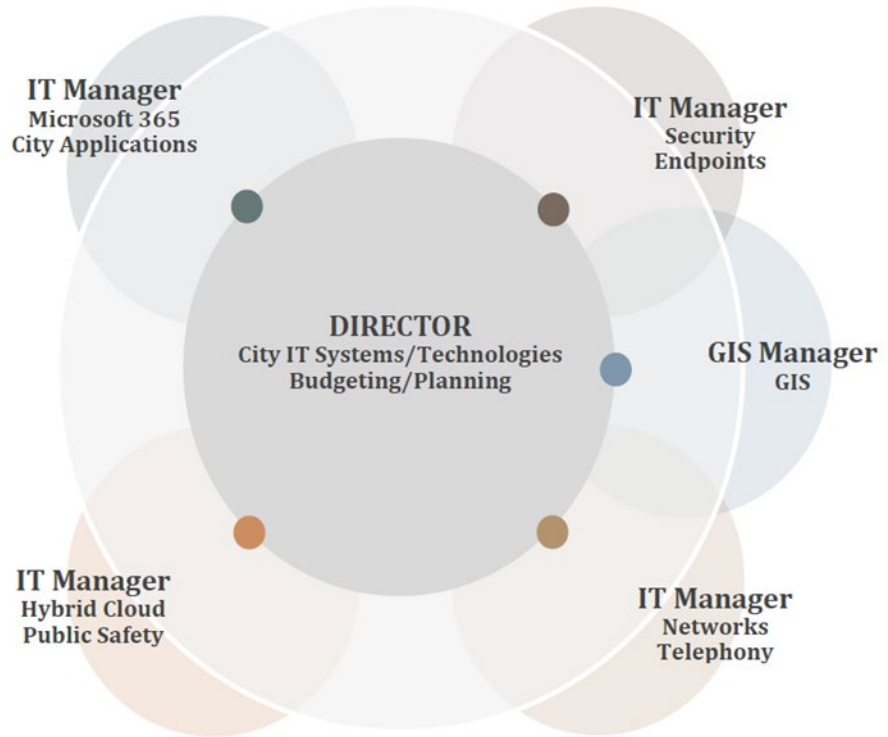 IT Manager
Microsoft 365
City Applications
IT Manager
Security
Endpoints
DIRECTOR
City IT Systems/Technologies
Budgeting/Planning
GIS Manager
GIS
IT Manager
Hybrid Cloud
Public Safety
IT Manager
Networks
Telephony